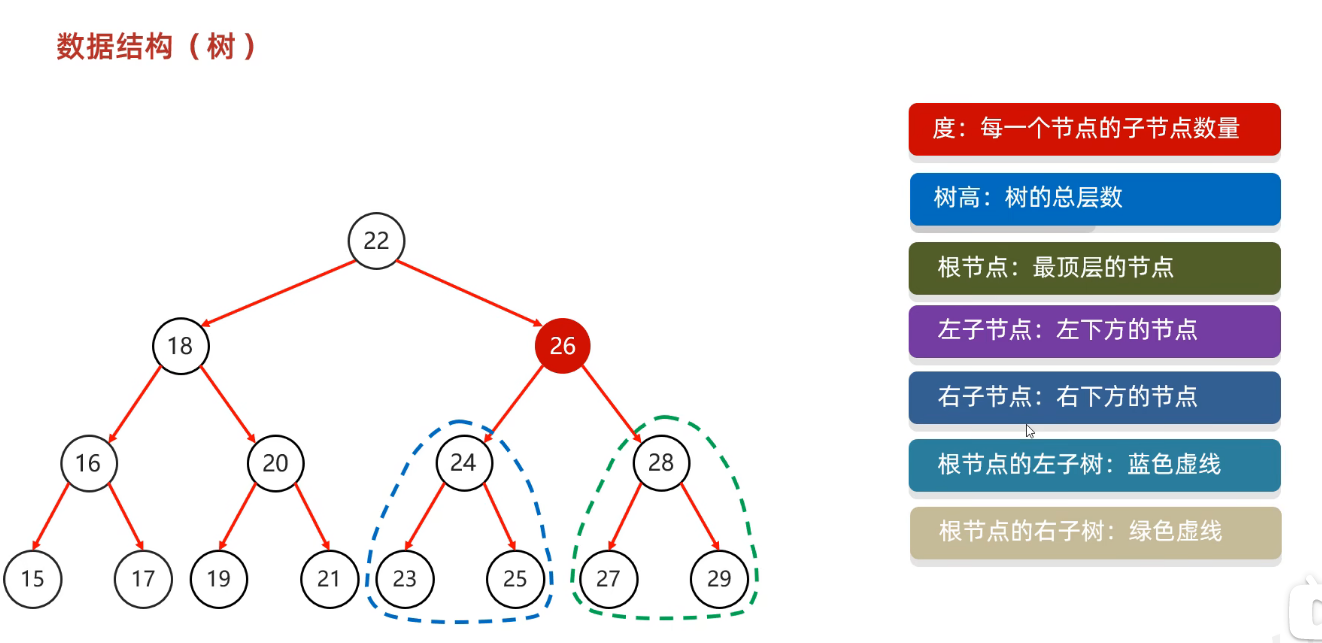 数据结构（树）
度：每一个节点的子节点数量
树高：树的总层数
根节点：最顶层的节点
左子节点：左下方的节点
右子节点：右下方的节点
根节点的左子树：蓝色虚线
根节点的右子树：绿色虚线
22
18
26
16
20
24
28
15
17
19
21
23
25
27
29